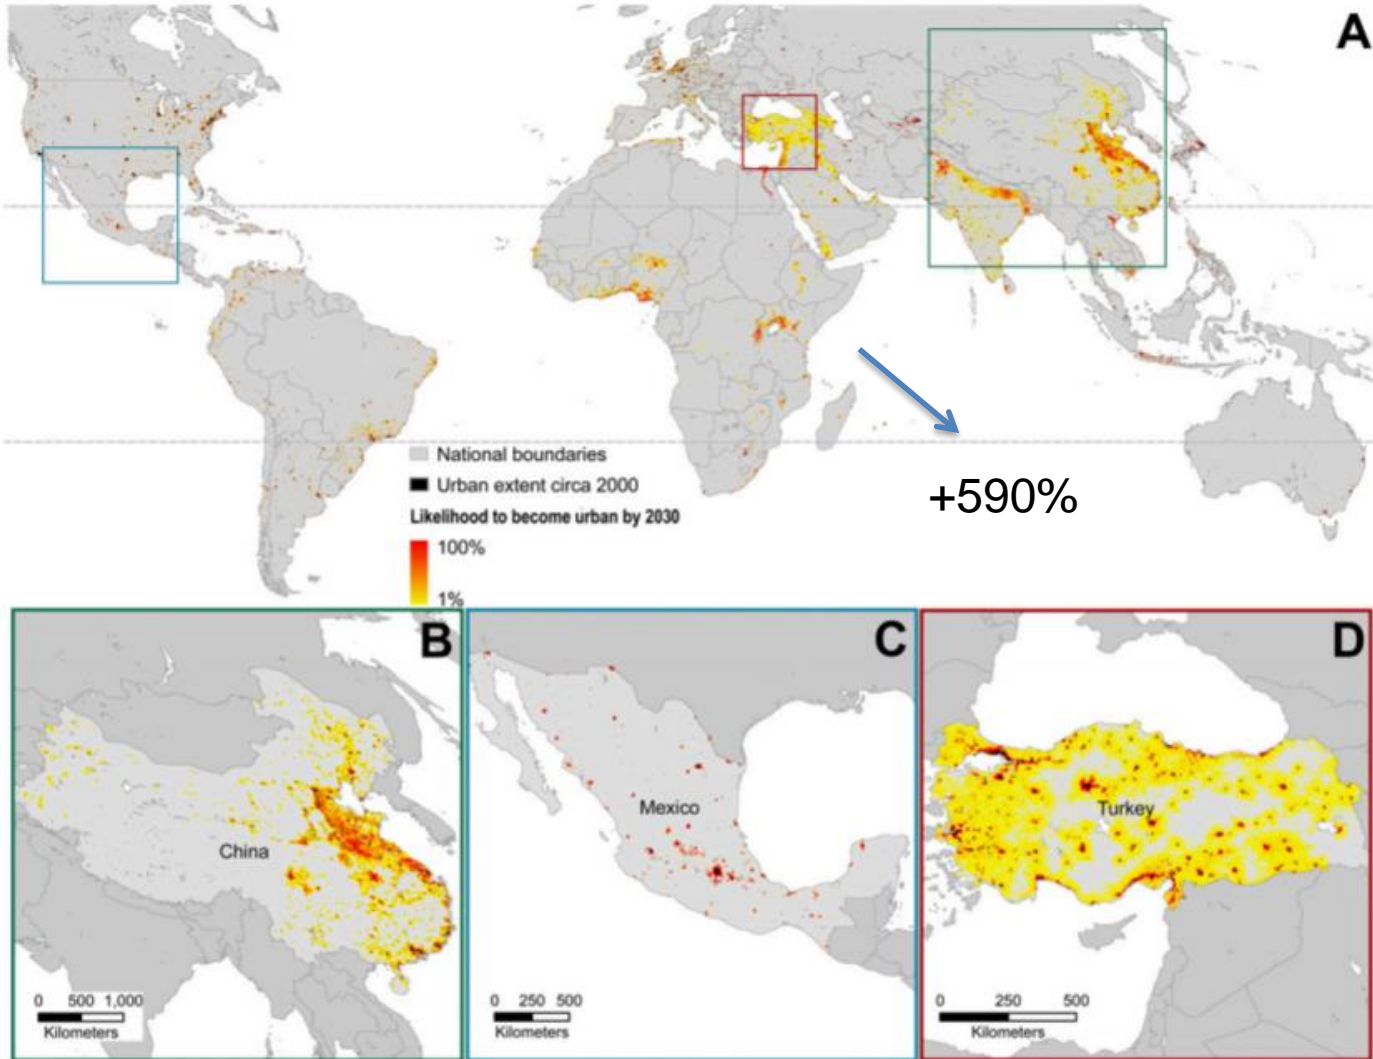 A
National boundaries
Urban extent circa 2000
Likelihood to become urban by 2030
100%
1%
+590%
B
China
0 500 1,000
Kilometers
C
Mexico
0 250 500
Kilometers
D
Turkey
0 250 500
Kilometers